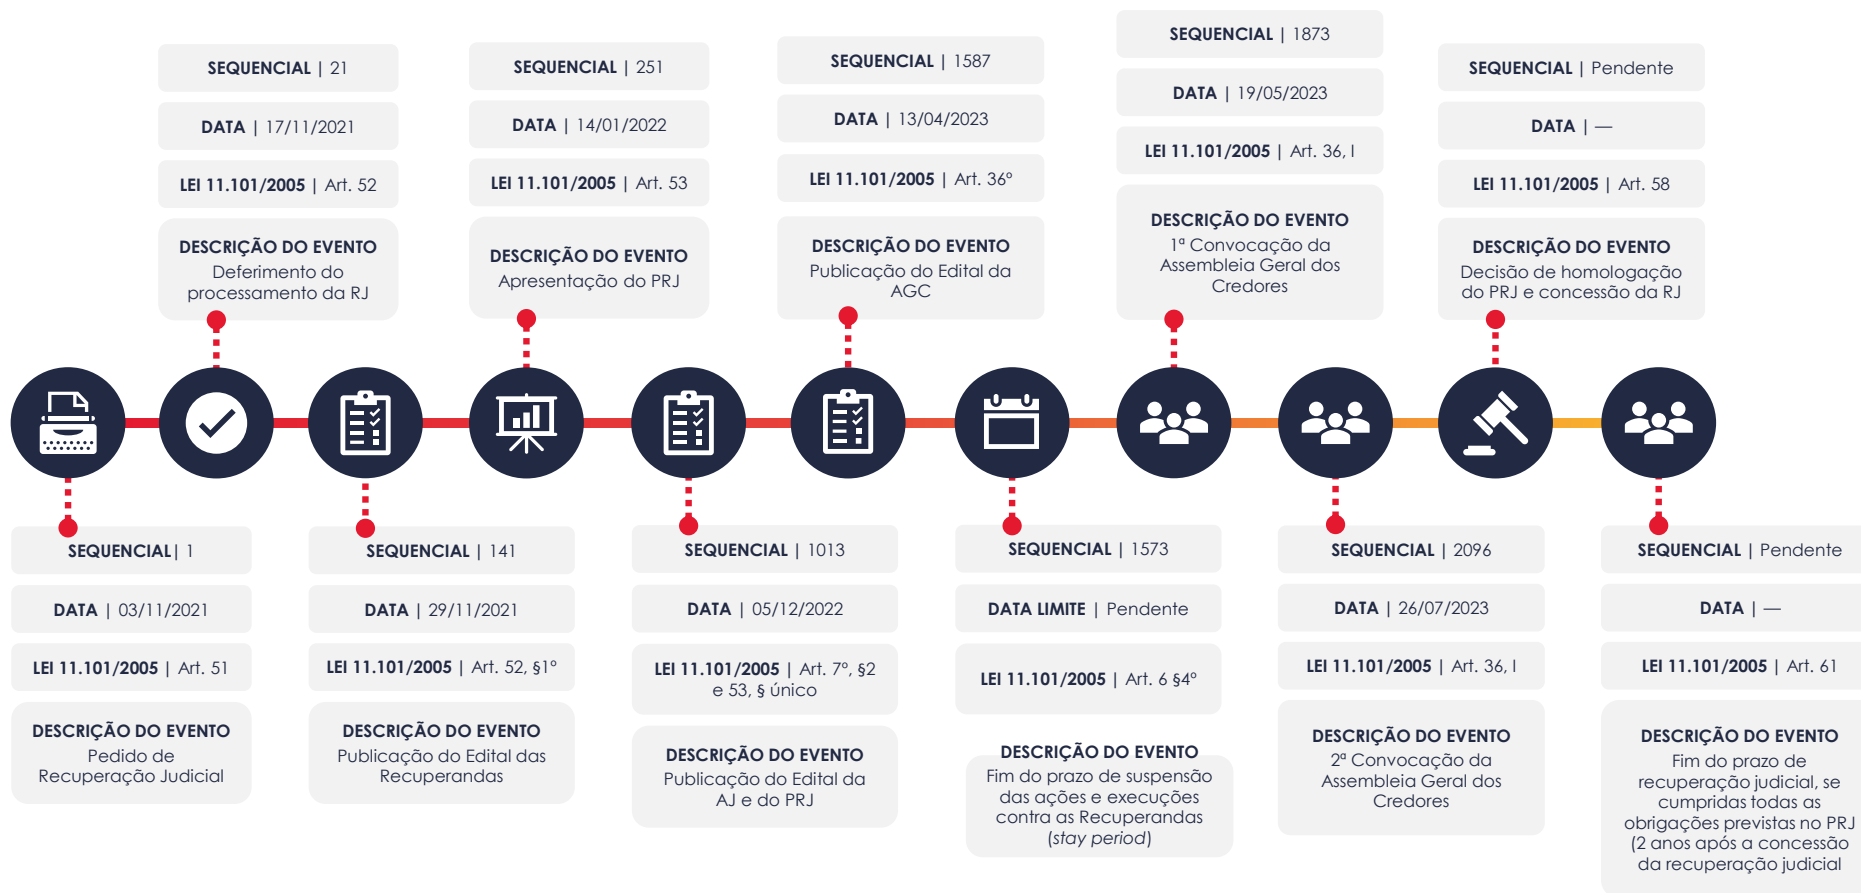 SEQUENCIAL | 21
DATA | 17/11/2021
LEI 11.101/2005 | Art. 52
DESCRIÇÃO DO EVENTO
Deferimento do
processamento da RJ
SEQUENCIAL | 251
DATA | 14/01/2022
LEI 11.101/2005 | Art. 53
DESCRIÇÃO DO EVENTO
Apresentação do PRJ
SEQUENCIAL | 1587
DATA | 13/04/2023
LEI 11.101/2005 | Art. 36º
DESCRIÇÃO DO EVENTO
Publicação do Edital da
AGC
SEQUENCIAL | 1873
DATA | 19/05/2023
LEI 11.101/2005 | Art. 36, I
DESCRIÇÃO DO EVENTO
1ª Convocação da
Assembleia Geral dos
Credores
SEQUENCIAL | Pendente
DATA | —
LEI 11.101/2005 | Art. 58
DESCRIÇÃO DO EVENTO
Decisão de homologação
do PRJ e concessão da RJ
SEQUENCIAL| 1
DATA | 03/11/2021
LEI 11.101/2005 | Art. 51
DESCRIÇÃO DO EVENTO
Pedido de
Recuperação Judicial
SEQUENCIAL | 141
DATA | 29/11/2021
LEI 11.101/2005 | Art. 52, §1º
DESCRIÇÃO DO EVENTO
Publicação do Edital das
Recuperandas
SEQUENCIAL | 1013
DATA | 05/12/2022
LEI 11.101/2005 | Art. 7º, §2
e 53, § único
DESCRIÇÃO DO EVENTO
Publicação do Edital da
AJ e do PRJ
SEQUENCIAL | 1573
DATA LIMITE | Pendente
LEI 11.101/2005 | Art. 6 §4º
DESCRIÇÃO DO EVENTO
Fim do prazo de suspensão
das ações e execuções
contra as Recuperandas
(stay period)
SEQUENCIAL | 2096
DATA | 26/07/2023
LEI 11.101/2005 | Art. 36, I
DESCRIÇÃO DO EVENTO
2ª Convocação da
Assembleia Geral dos
Credores
SEQUENCIAL | Pendente
DATA | —
LEI 11.101/2005 | Art. 61
DESCRIÇÃO DO EVENTO
Fim do prazo de
recuperação judicial, se
cumpridas todas as
obrigações previstas no PRJ
(2 anos após a concessão
da recuperação judicial